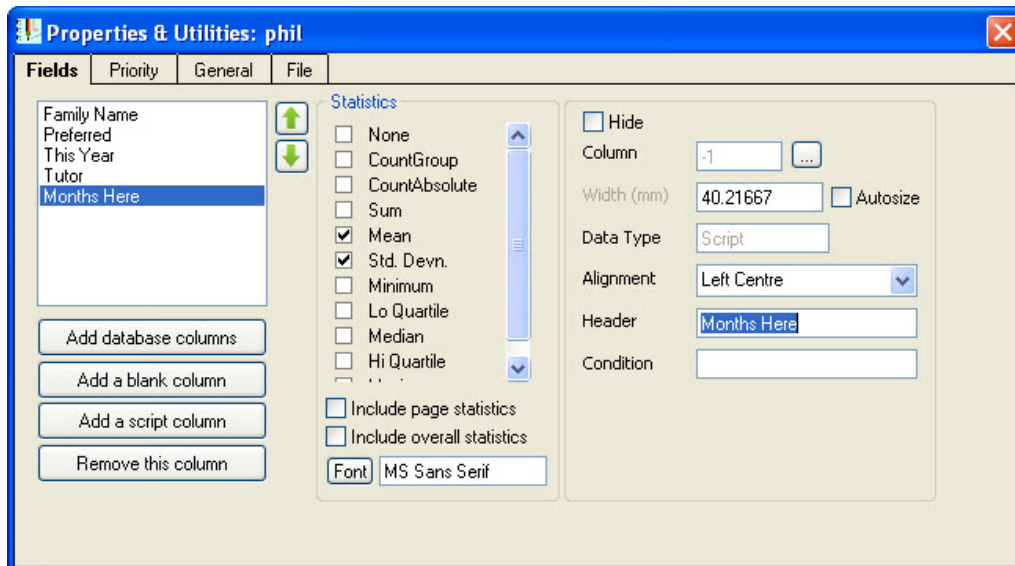 Properties & Utilities: phil
Fields Priority General File
Family Name
Preferred
This Year
Tutor
Months Here
Add database columns
Add a blank column
Add a script column
Remove this column
Statistics
None
CountGroup
CountAbsolute
Sum
Mean
Std. Devn.
Minimum
Lo Quartile
Median
Hi Quartile
Include page statistics
Include overall statistics
Font MS Sans Serif
Hide
Column -1 ...
Width (mm) 40.21667 Autosize
Data Type Script
Alignment Left Centre
Header Months Here
Condition